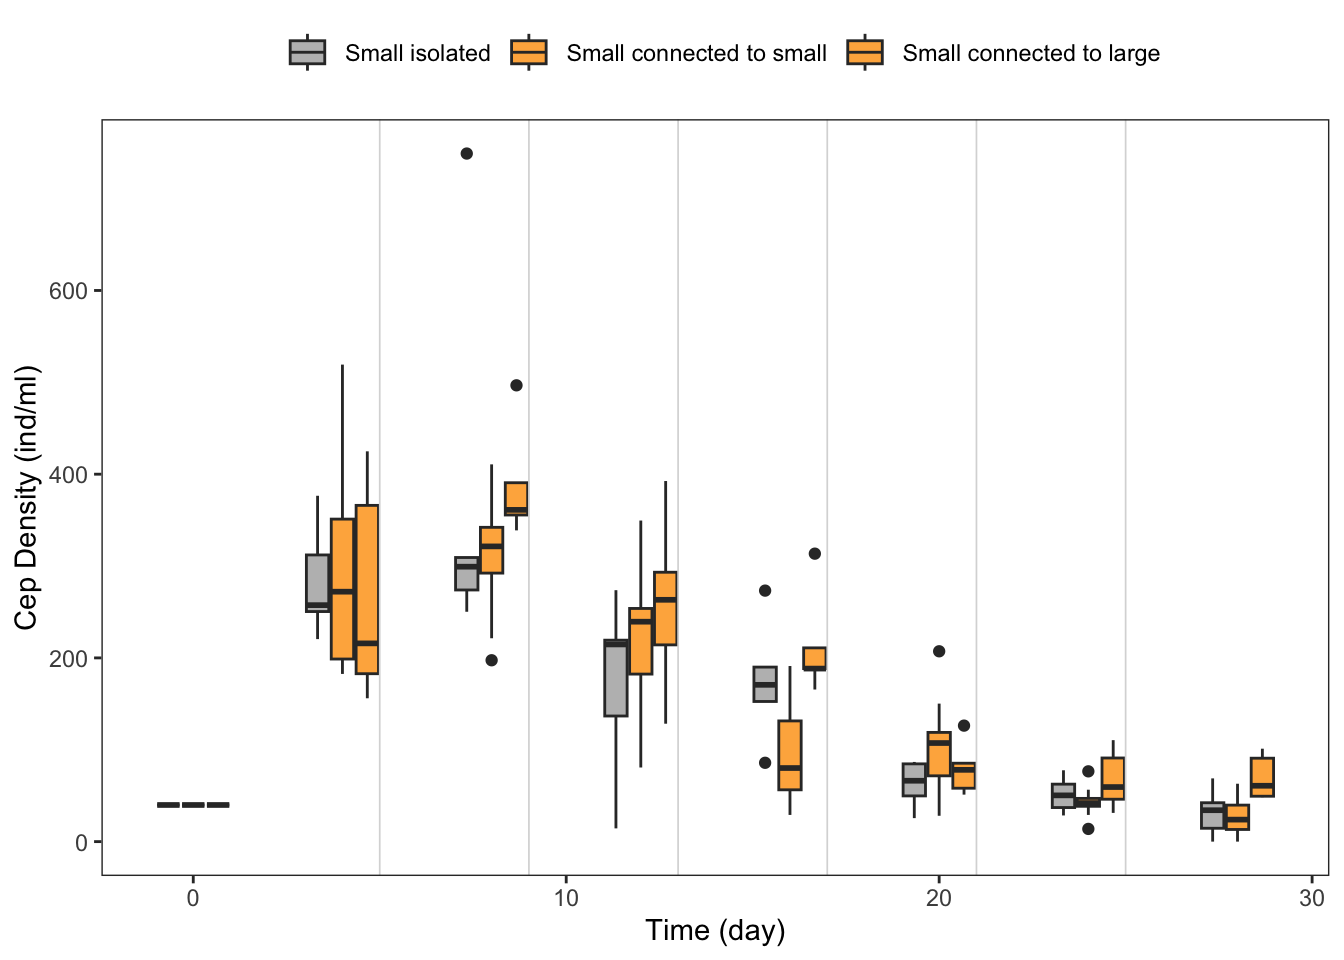 Small isolated Small connected to small Small connected to large
600
400
200
0
Cep Density (ind/ml)
0 10 20 30
Time (day)